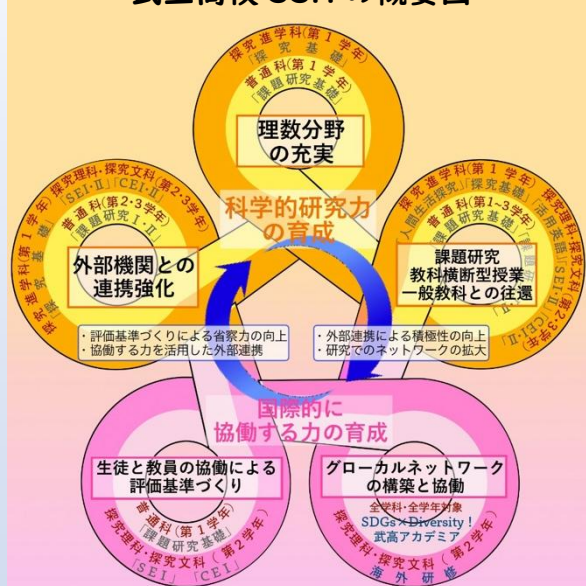 探究進学科(第1学年)
「探究基礎」
普通科(第1学年)
「課題研究基礎」
理数分野
の充実
科学的研究力
の育成
探究進学科(第1学年)
「探究基礎」
探究理科・探究文科(第2・3学年)
「SEI・Ⅱ」「CEI・Ⅱ」
普通科(第2・3学年)
「課題研究Ⅰ・Ⅱ」
外部機関との
連携強化
探究進学科(第1学年)
「人間生活探究」「探究基礎」
探究理科・探究文科(第2・3学年)
「活用英語」「SEI・Ⅱ」「CEI・Ⅱ」
普通科(第1~3学年)
課題研究
教科横断型授業
一般教科との往還
・評価基準づくりによる省察力の向上
・協働する力を活用した外部連携
・外部連携による積極性の向上
・研究でのネットワークの拡大
国際的に
協働する力の育成
生徒と教員の協働による
評価基準づくり
普通科(第1学年)
「課題研究基礎」
探究理科・探究文科(第2学年)
「SEI」「CEI」
グローカルネットワーク
の構築と協働
全学科・全学年対象
SDGs×Diversity!
武高アカデミア
探究理科・探究文科(第2学年)
海外研修